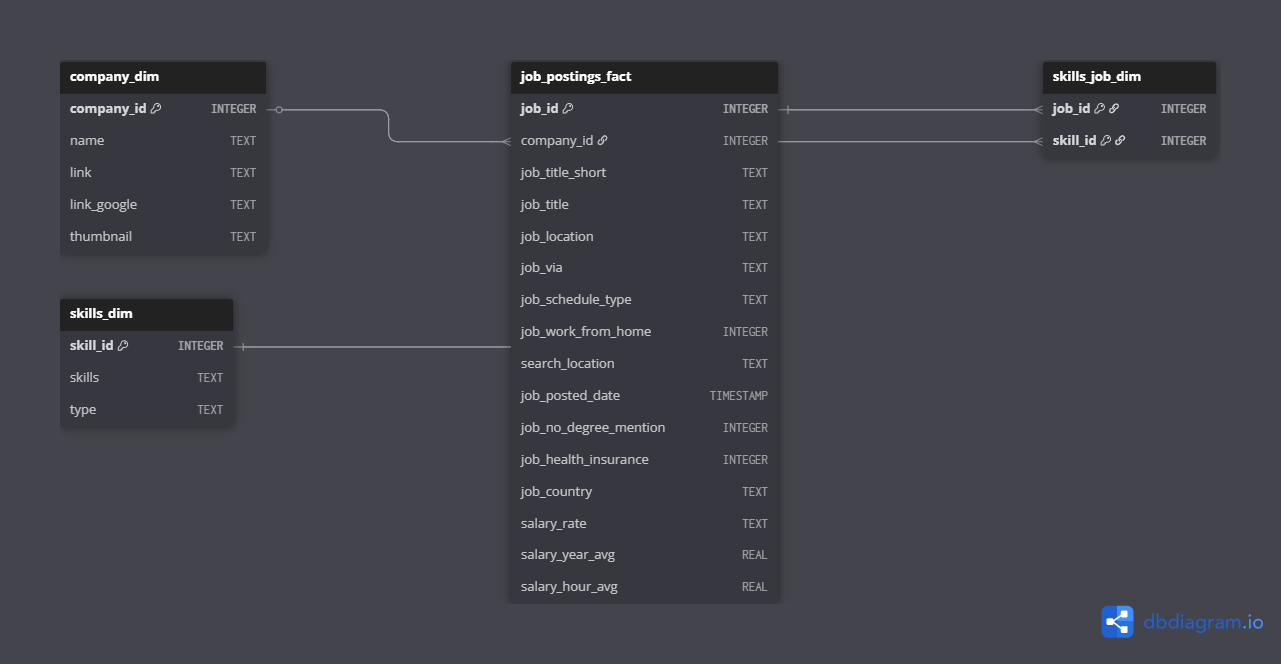 company_dim
company_id INTEGER
name TEXT
link TEXT
link_google TEXT
thumbnail TEXT
skills_dim
skill_id INTEGER
skills TEXT
type TEXT
job_postings_fact
job_id INTEGER
company_id INTEGER
job_title_short TEXT
job_title TEXT
job_location TEXT
job_via TEXT
job_schedule_type TEXT
job_work_from_home INTEGER
search_location TEXT
job_posted_date TIMESTAMP
job_no_degree_mention INTEGER
job_health_insurance INTEGER
job_country TEXT
salary_rate TEXT
salary_year_avg REAL
salary_hour_avg REAL
skills_job_dim
job_id INTEGER
skill_id INTEGER
dbdiagram.io